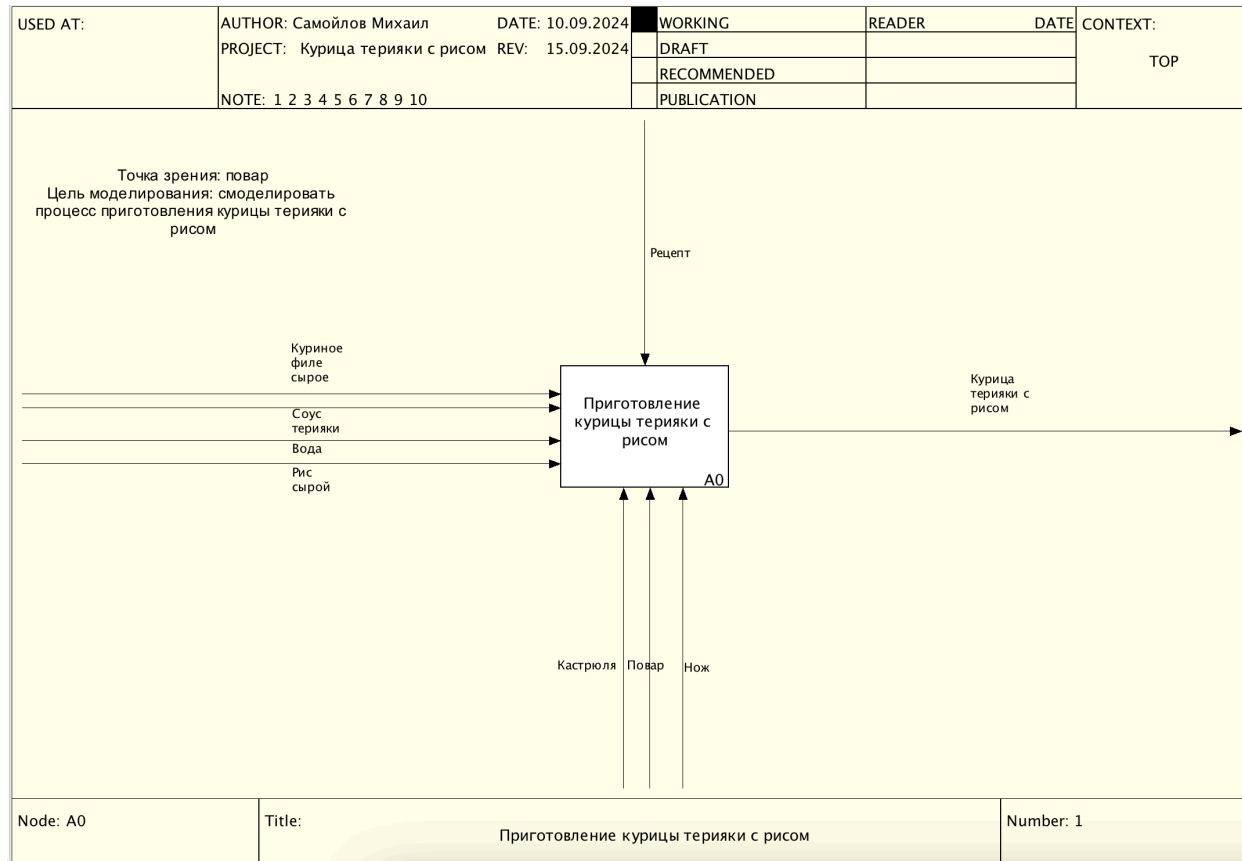 USED AT:
AUTHOR: Самойлов Михаил
DATE: 10.09.2024
PROJECT: Курица терияки с рисом
REV: 15.09.2024
NOTE: 1 2 3 4 5 6 7 8 9 10
WORKING
DRAFT
RECOMMENDED
PUBLICATION
READER
DATE
CONTEXT:
TOP
Точка зрения: повар
Цель моделирования: смоделировать
процесс приготовления курицы терияки с
рисом
Рецепт
Куриное
филе
сырое
Соус
терияки
Вода
Рис
сырой
Приготовление
курицы терияки с
рисом
A0
Курица
терияки с
рисом
Кастрюля
Повар
Нож
Node: A0
Title:
Приготовление курицы терияки с рисом
Number: 1